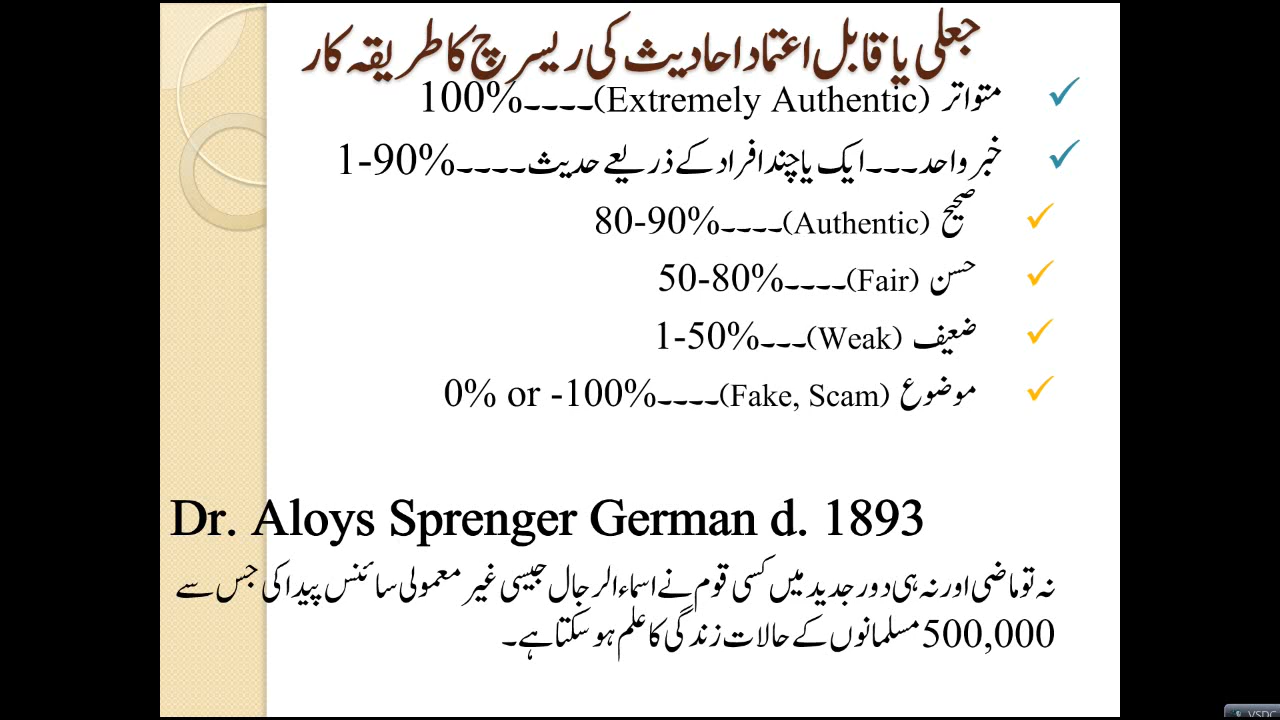 جعلی یا قابل اعتماد احادیث کی ریسرچ کا طریقہ کار
متواتر (Extremely Authentic)۔۔۔۔100%
خبر واحد۔۔۔ایک یا چند افراد کے ذریعے حدیث۔۔۔۔1-90%
صحیح (Authentic)۔۔۔۔80-90%
حسن (Fair)۔۔۔۔50-80%
ضعیف (Weak)۔۔۔1-50%
موضوع (Fake, Scam)۔۔۔۔0% or -100%
Dr. Aloys Sprenger German d. 1893
نہ تو ماضی اور نہ ہی دور جدید میں کسی قوم نے اسماء الرجال جیسی غیر معمولی سائنس پیدا کی جس سے
500,000 مسلمانوں کے حالات زندگی کا علم ہو سکتا ہے۔
VSDC